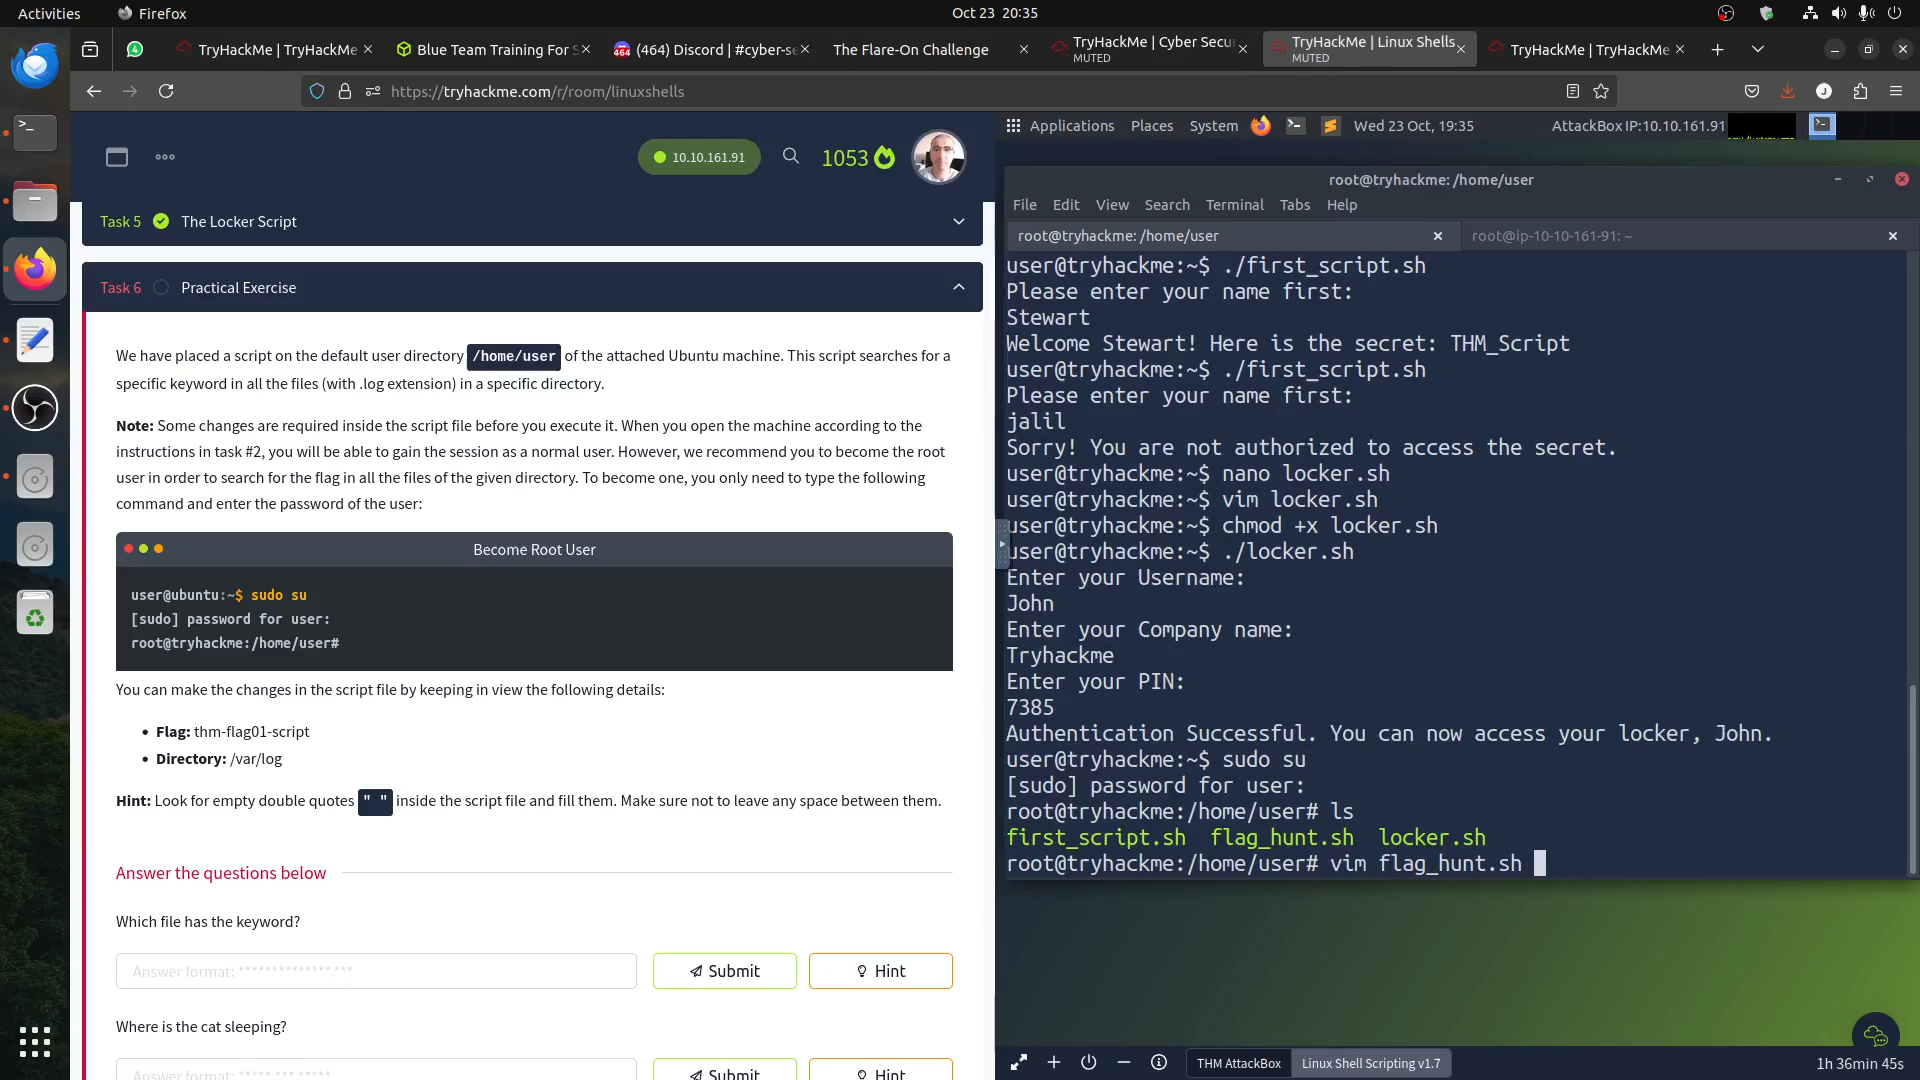 Activities
Firefox
Oct 23 20:35
TryHackMe | TryHackMe
Blue Team Training For S
(464) Discord | #cyber-se
The Flare-On Challenge
TryHackMe | Cyber Secur
MUTED
TryHackMe | Linux Shells
MUTED
TryHackMe | TryHackMe
https://tryhackme.com/r/room/linuxshells
10.10.161.91
1053
Task 5
The Locker Script
Task 6
Practical Exercise
We have placed a script on the default user directory /home/user of the attached Ubuntu machine. This script searches for a
specific keyword in all the files (with .log extension) in a specific directory.
Note: Some changes are required inside the script file before you execute it. When you open the machine according to the
instructions in task #2, you will be able to gain the session as a normal user. However, we recommend you to become the root
user in order to search for the flag in all the files of the given directory. To become one, you only need to type the following
command and enter the password of the user:
Become Root User
user@ubuntu:~$ sudo su
[sudo] password for user:
root@tryhackme:/home/user#
You can make the changes in the script file by keeping in view the following details:
• Flag: thm-flag01-script
• Directory: /var/log
Hint: Look for empty double quotes " " inside the script file and fill them. Make sure not to leave any space between them.
Answer the questions below
Which file has the keyword?
Answer format: **************.***
Submit
Hint
Where is the cat sleeping?
Answer format: ***** *** *****
Submit
Hint
Applications
Places
System
Wed 23 Oct, 19:35
AttackBox IP:10.10.161.91
root@tryhackme: /home/user
File Edit View Search Terminal Tabs Help
root@tryhackme: /home/user
root@ip-10-10-161-91: ~
user@tryhackme:~$ ./first_script.sh
Please enter your name first:
Stewart
Welcome Stewart! Here is the secret: THM_Script
user@tryhackme:~$ ./first_script.sh
Please enter your name first:
jalil
Sorry! You are not authorized to access the secret.
user@tryhackme:~$ nano locker.sh
user@tryhackme:~$ vim locker.sh
user@tryhackme:~$ chmod +x locker.sh
user@tryhackme:~$ ./locker.sh
Enter your Username:
John
Enter your Company name:
Tryhackme
Enter your PIN:
7385
Authentication Successful. You can now access your locker, John.
user@tryhackme:~$ sudo su
[sudo] password for user:
root@tryhackme:/home/user# ls
first_script.sh flag_hunt.sh locker.sh
root@tryhackme:/home/user# vim flag_hunt.sh
THM AttackBox
Linux Shell Scripting v1.7
1h 36min 45s